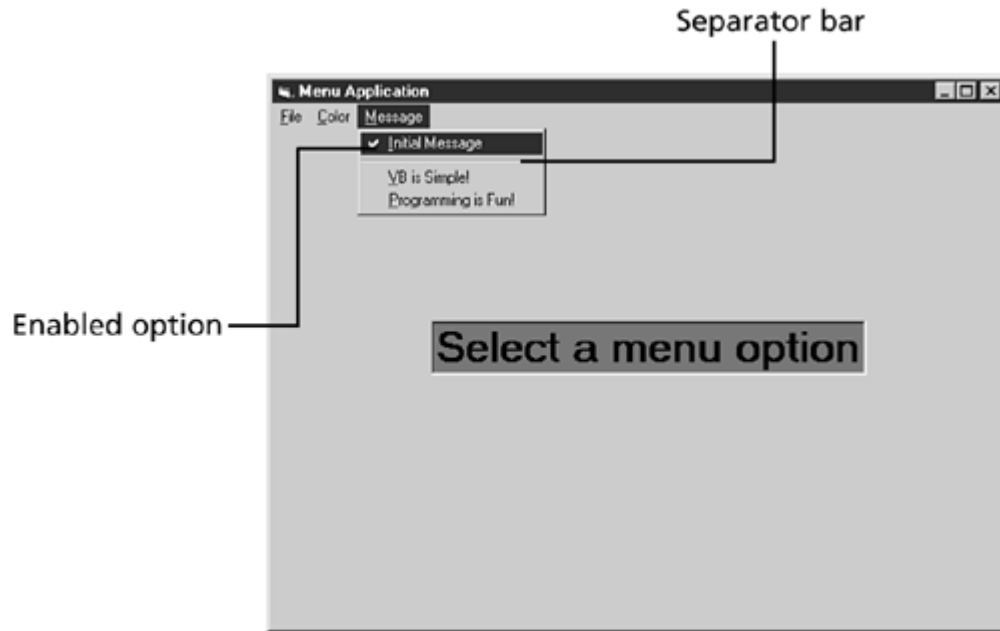 Separator bar
Menu Application
File Color Message
Initial Message
VB is Simple!
Programming is Fun!
Enabled option
Select a menu option